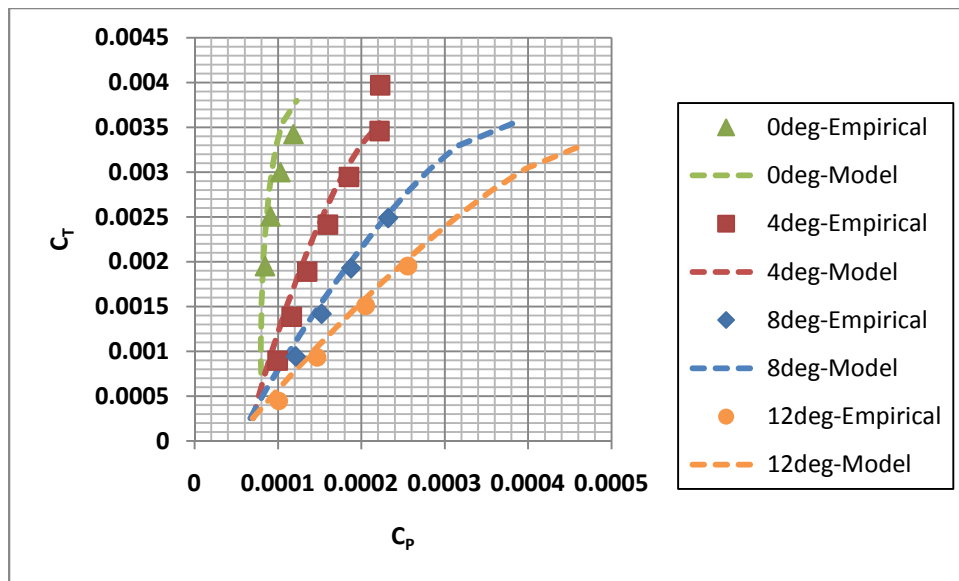 0.0045
0.004
0.0035
0.003
0.0025
0.002
0.0015
0.001
0.0005
0
C_T
0 0.0001 0.0002 0.0003 0.0004 0.0005
C_P
0deg-Empirical
0deg-Model
4deg-Empirical
4deg-Model
8deg-Empirical
8deg-Model
12deg-Empirical
12deg-Model